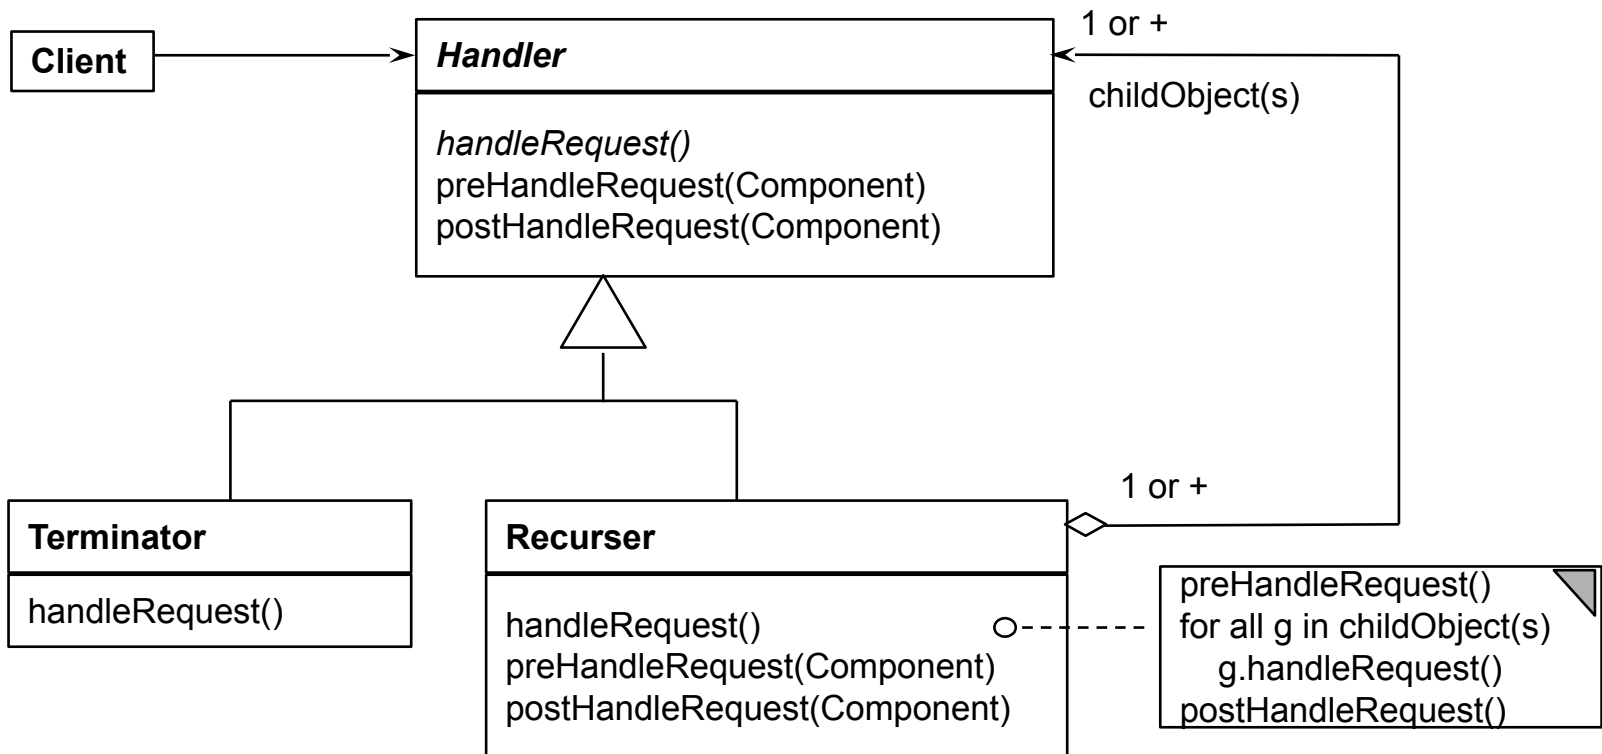 Client
Handler
handleRequest()
preHandleRequest(Component)
postHandleRequest(Component)
1 or +
childObject(s)
Terminator
handleRequest()
Recurser
handleRequest()
preHandleRequest(Component)
postHandleRequest(Component)
1 or +
preHandleRequest()
for all g in childObject(s)
g.handleRequest()
postHandleRequest()